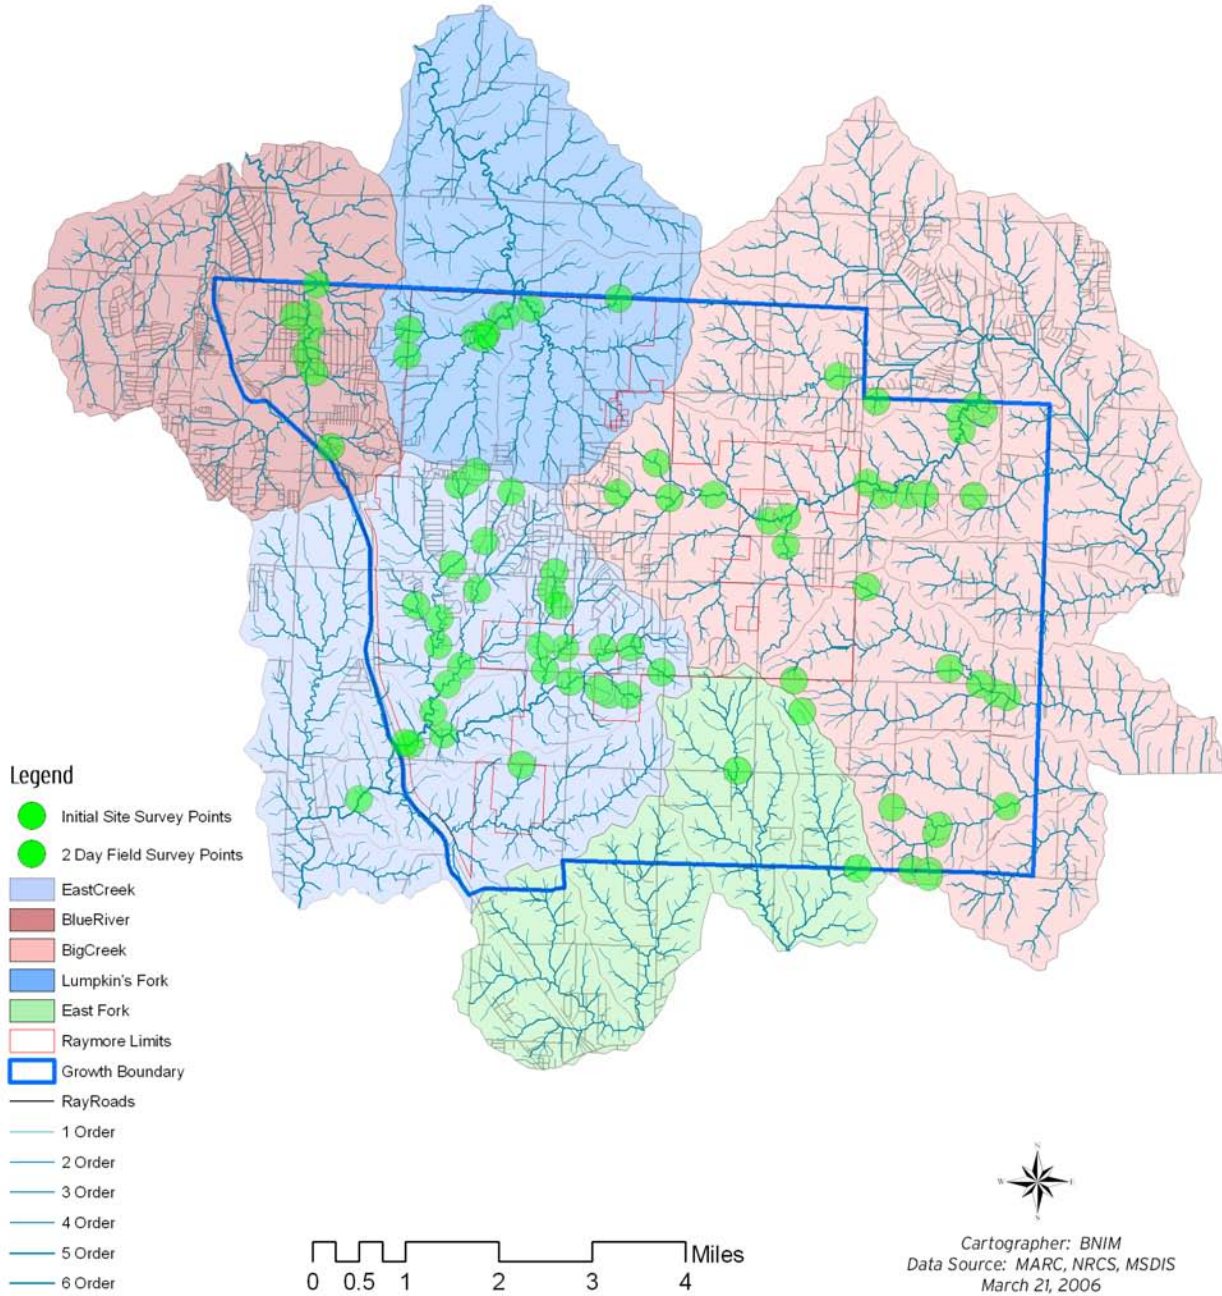 Legend
Initial Site Survey Points
2 Day Field Survey Points
EastCreek
BlueRiver
BigCreek
Lumpkin's Fork
East Fork
Raymore Limits
Growth Boundary
RayRoads
1 Order
2 Order
3 Order
4 Order
5 Order
6 Order
0 0.5 1 2 3 4 Miles
N
W E
S
Cartographer: BNIM
Data Source: MARC, NRCS, MSDIS
March 21, 2006